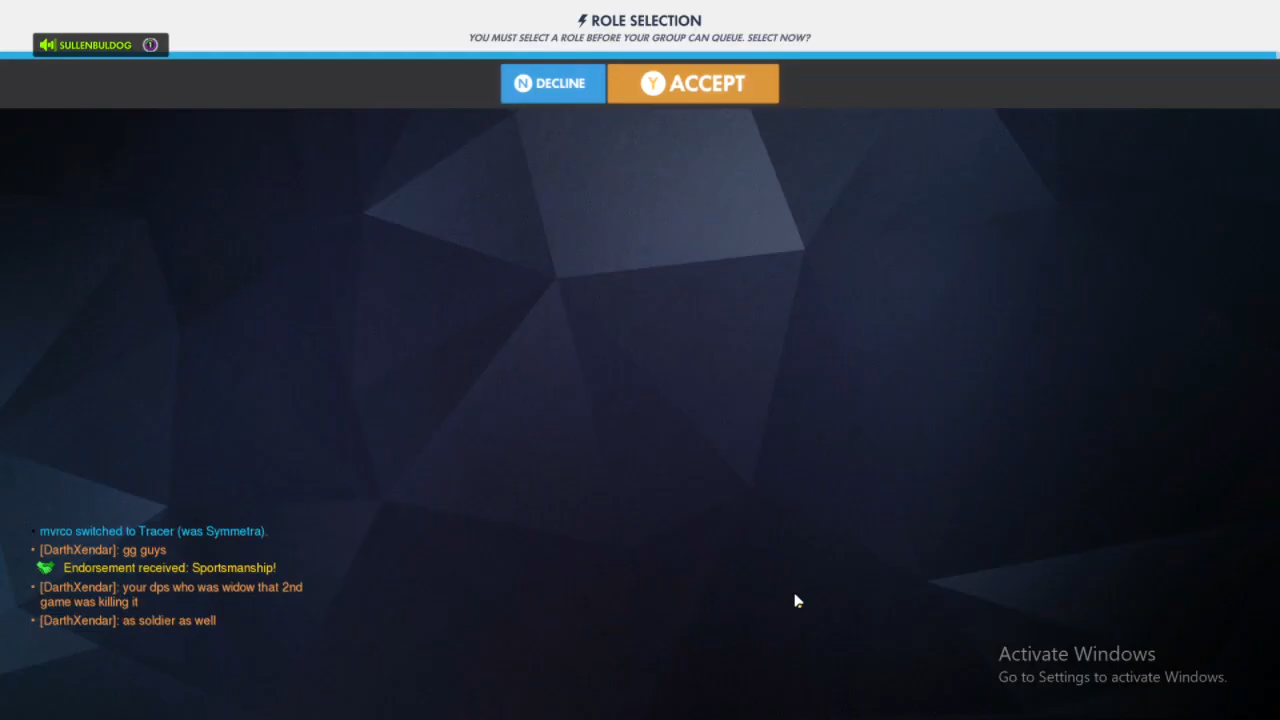 ROLE SELECTION
YOU MUST SELECT A ROLE BEFORE YOUR GROUP CAN QUEUE. SELECT NOW?
SULLENBULDOG 1
N DECLINE
Y ACCEPT
mvrco switched to Tracer (was Symmetra).
[DarthXendar]: gg guys
Endorsement received: Sportsmanship!
[DarthXendar]: your dps who was widow that 2nd
game was killing it
[DarthXendar]: as soldier as well
Activate Windows
Go to Settings to activate Windows.